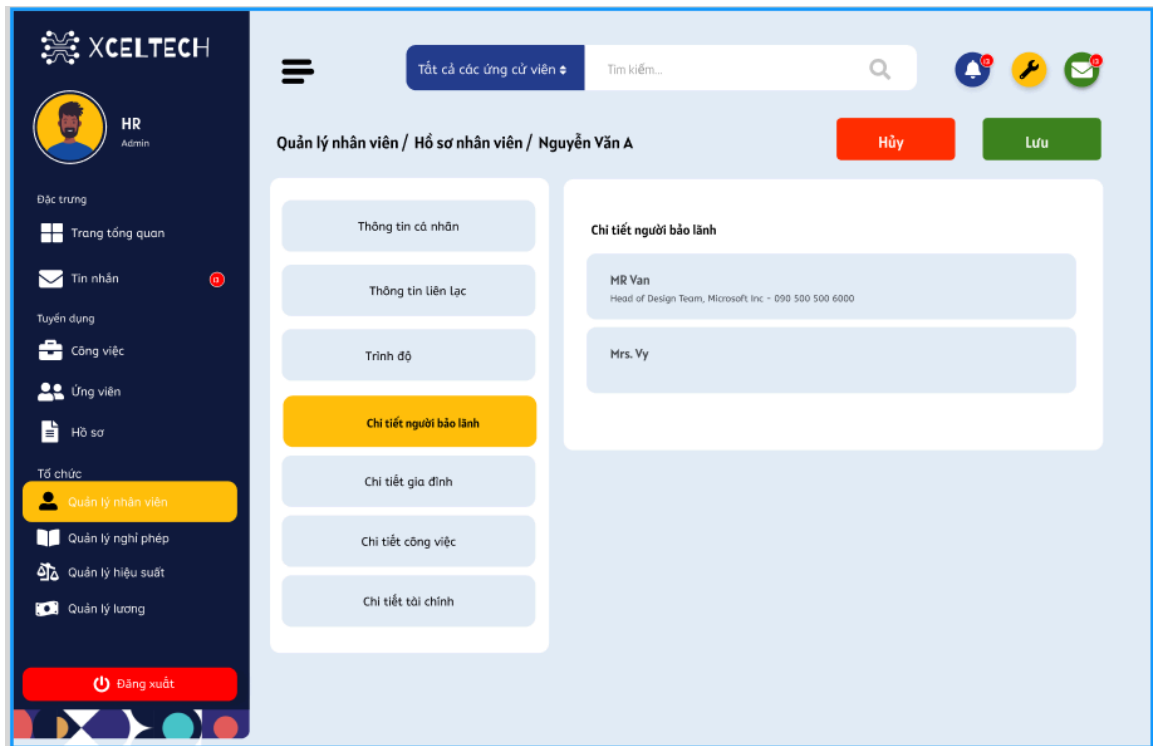 XCELTECH
HR
Admin
Đặc trưng
Trang tổng quan
Tin nhắn
Tuyển dụng
Công việc
Ứng viên
Hồ sơ
Tổ chức
Quản lý nhân viên
Quản lý nghỉ phép
Quản lý hiệu suất
Quản lý lương
Đăng xuất
Tất cả các ứng cử viên
Tìm kiếm...
Quản lý nhân viên / Hồ sơ nhân viên / Nguyễn Văn A
Hủy
Lưu
Thông tin cá nhân
Thông tin liên lạc
Trình độ
Chi tiết người bảo lãnh
Chi tiết gia đình
Chi tiết công việc
Chi tiết tài chính
Chi tiết người bảo lãnh
MR Van
Head of Design Team, Microsoft Inc - 090 500 500 6000
Mrs. Vy